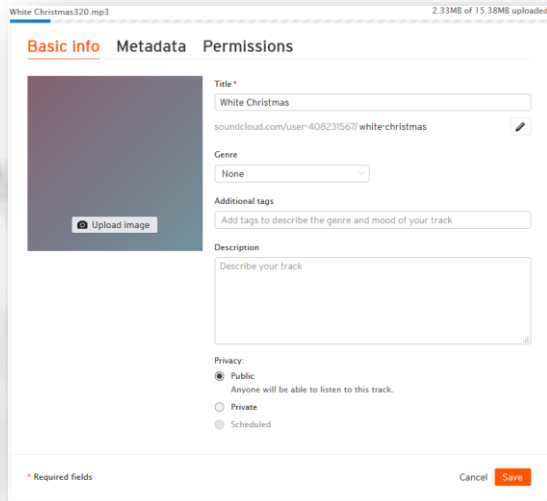 White Christmas320.mp3 2.33MB of 15.38MB uploaded
Basic info Metadata Permissions
Title *
White Christmas
soundcloud.com/user-408231567/ white-christmas
Genre
None
Upload image
Additional tags
Add tags to describe the genre and mood of your track
Description
Describe your track
Privacy:
Public
Anyone will be able to listen to this track.
Private
Scheduled
* Required fields Cancel Save